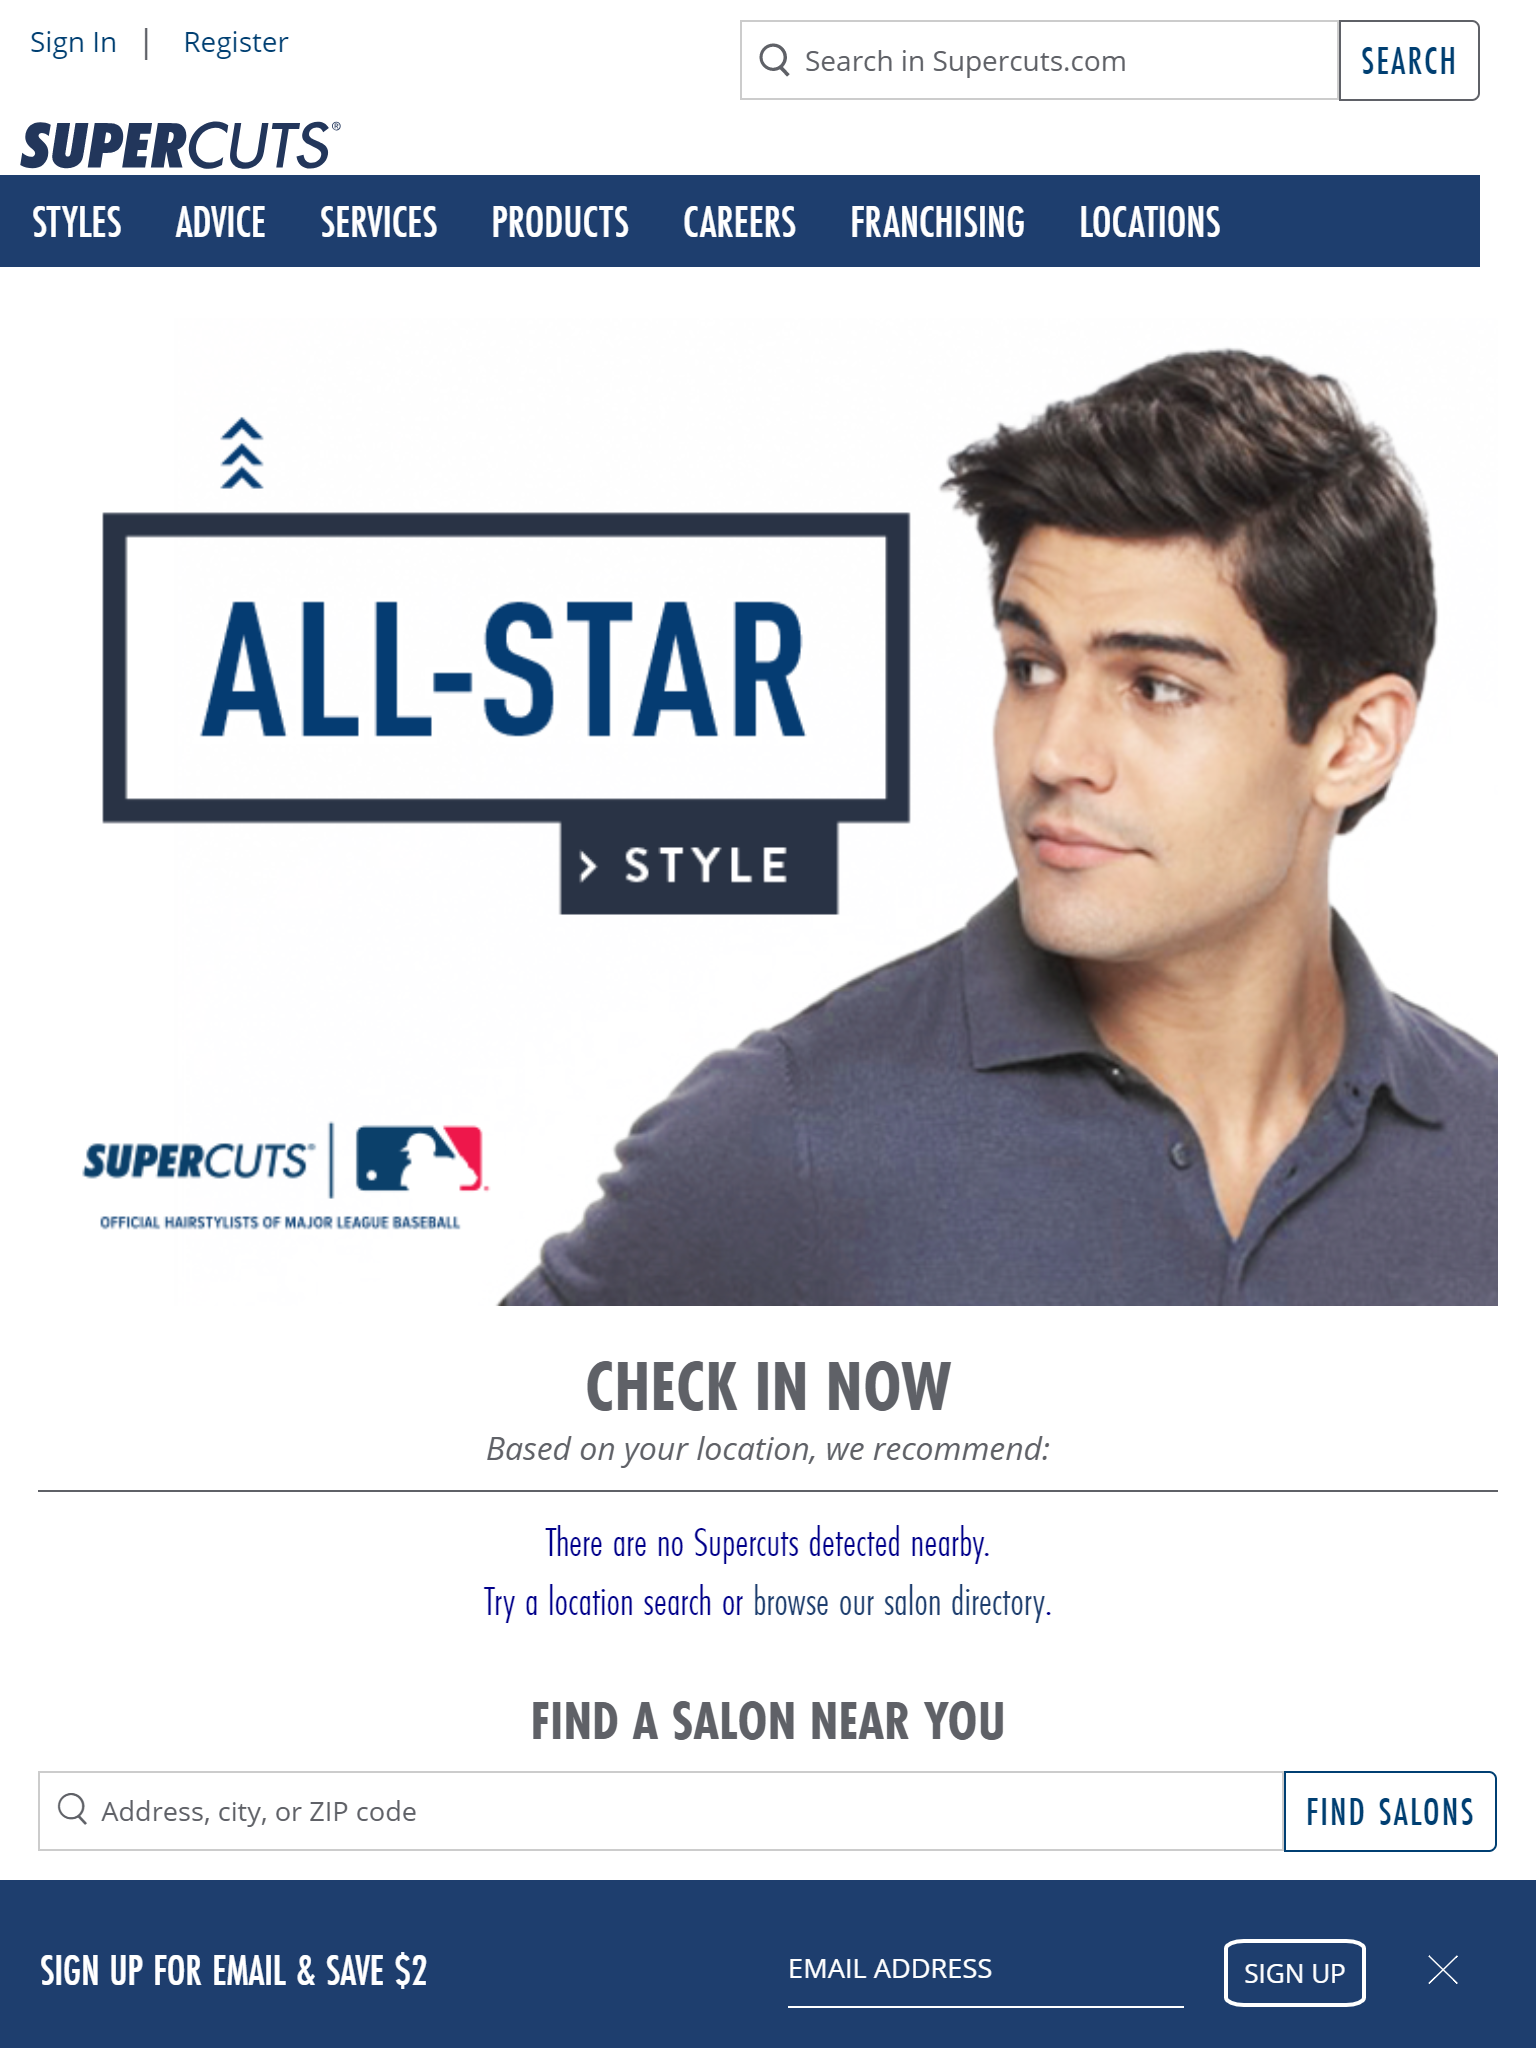 Sign In | Register
Search in Supercuts.com
SEARCH
SUPERCUTS®
STYLES ADVICE SERVICES PRODUCTS CAREERS FRANCHISING LOCATIONS
ALL-STAR
› STYLE
SUPERCUTS®
OFFICIAL HAIRSTYLISTS OF MAJOR LEAGUE BASEBALL
CHECK IN NOW
Based on your location, we recommend:
There are no Supercuts detected nearby.
Try a location search or browse our salon directory.
FIND A SALON NEAR YOU
Address, city, or ZIP code
FIND SALONS
SIGN UP FOR EMAIL & SAVE $2
EMAIL ADDRESS
SIGN UP